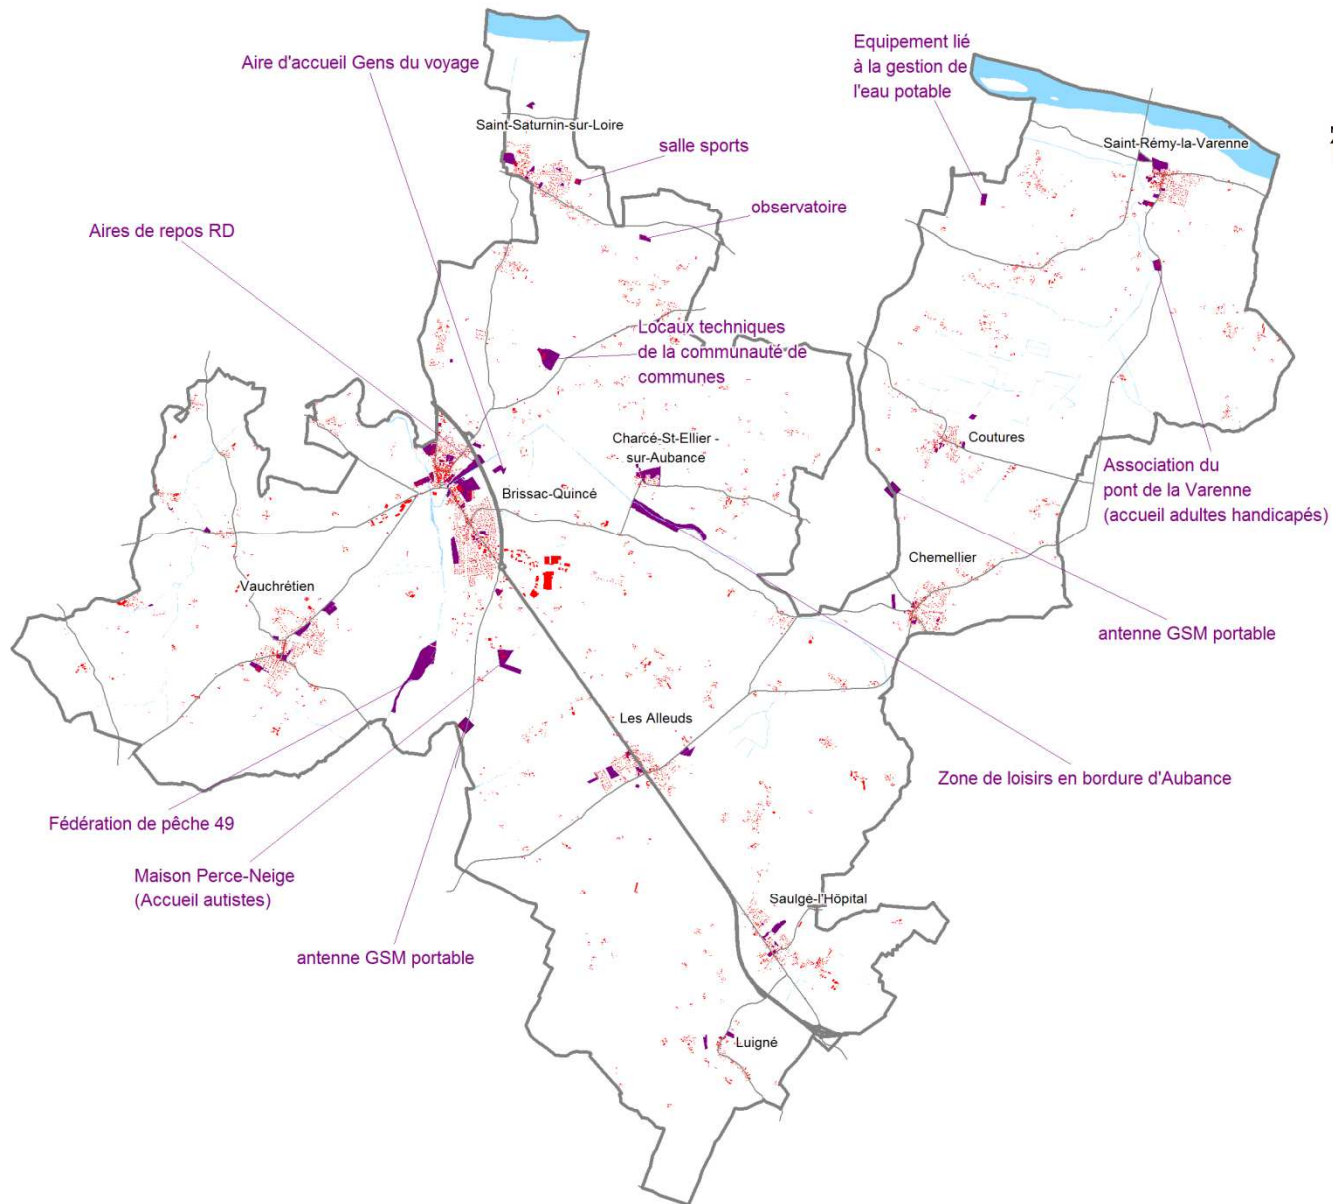 Equipement lié
à la gestion de
l'eau potable
Aire d'accueil Gens du voyage
Saint-Saturnin-sur-Loire
salle sports
Saint-Rémy-la-Varenne
observatoire
Aires de repos RD
Locaux techniques
de la communauté de
communes
Charcé-St-Ellier -
sur-Aubance
Coutures
Brissac-Quincé
Association du
pont de la Varenne
(accueil adultes handicapés)
Chemellier
Vauchrétien
antenne GSM portable
Les Alleuds
Zone de loisirs en bordure d'Aubance
Fédération de pêche 49
Maison Perce-Neige
(Accueil autistes)
Saulgé-l'Hôpital
antenne GSM portable
Luigné